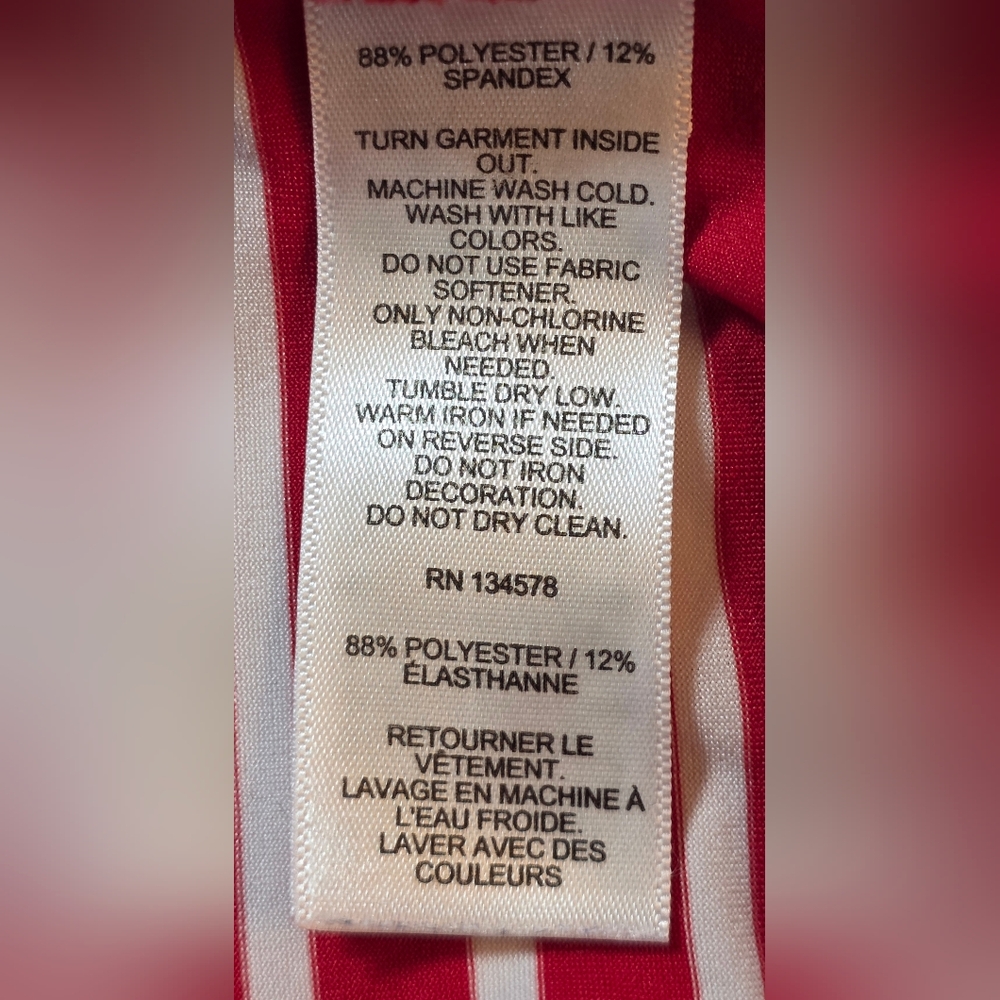 88% POLYESTER / 12%
SPANDEX
TURN GARMENT INSIDE
OUT.
MACHINE WASH COLD.
WASH WITH LIKE
COLORS.
DO NOT USE FABRIC
SOFTENER.
ONLY NON-CHLORINE
BLEACH WHEN
NEEDED.
TUMBLE DRY LOW.
WARM IRON IF NEEDED
ON REVERSE SIDE.
DO NOT IRON
DECORATION.
DO NOT DRY CLEAN.
RN 134578
88% POLYESTER / 12%
ÉLASTHANNE
RETOURNER LE
VÊTEMENT.
LAVAGE EN MACHINE À
L'EAU FROIDE.
LAVER AVEC DES
COULEURS